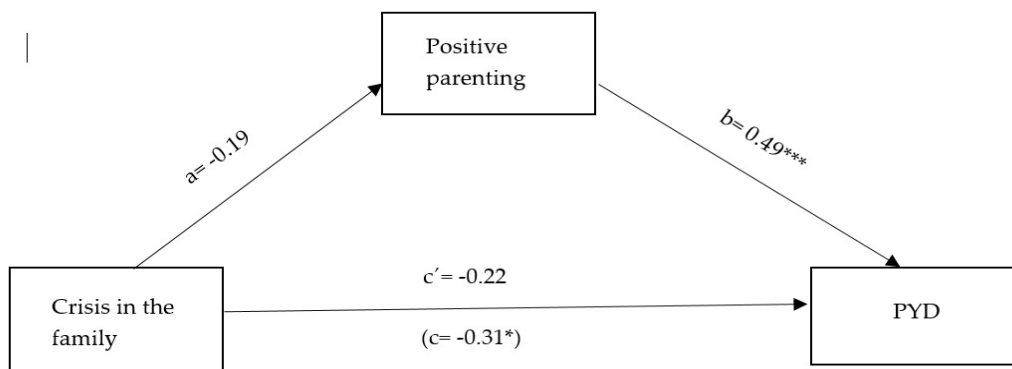 Positive
parenting
a= -0.19
b= 0.49***
c´= -0.22
Crisis in the
family
PYD
(c= -0.31*)